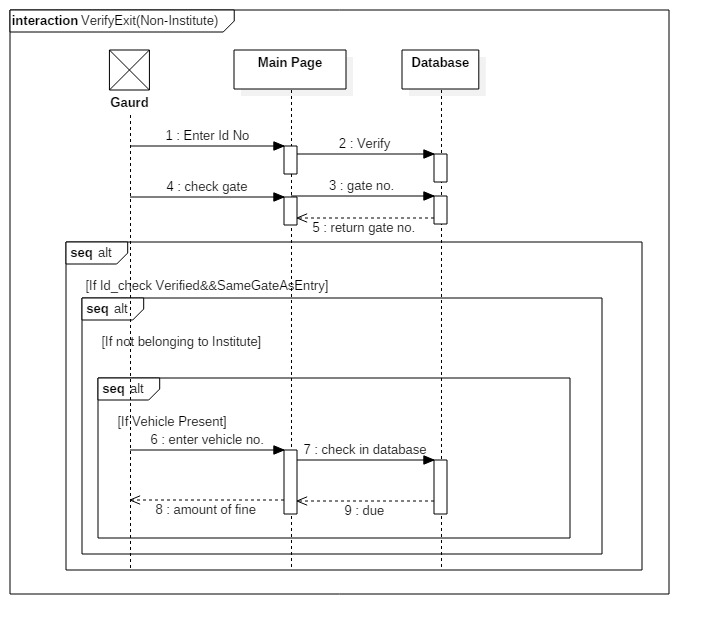 interaction VerifyExit(Non-Institute)
Main Page
Database
Gaurd
1 : Enter Id No
2 : Verify
4 : check gate
3 : gate no.
5 : return gate no.
seq alt
[If Id_check Verified&&SameGateAsEntry]
seq alt
[If not belonging to Institute]
seq alt
[If Vehicle Present]
6 : enter vehicle no.
7 : check in database
8 : amount of fine
9 : due